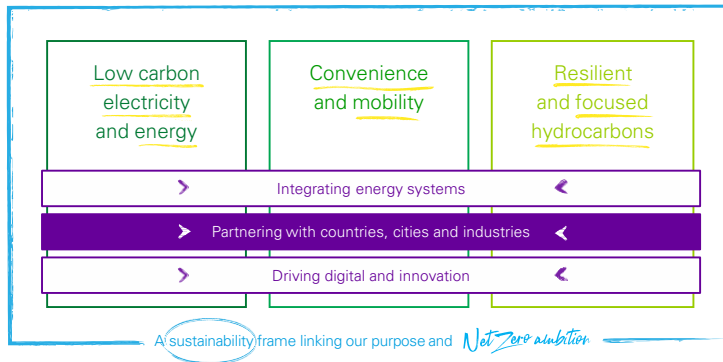 Low carbon
electricity
and energy
Convenience
and mobility
Resilient
and focused
hydrocarbons
Integrating energy systems
Partnering with countries, cities and industries
Driving digital and innovation
A sustainability frame linking our purpose and Net Zero ambition